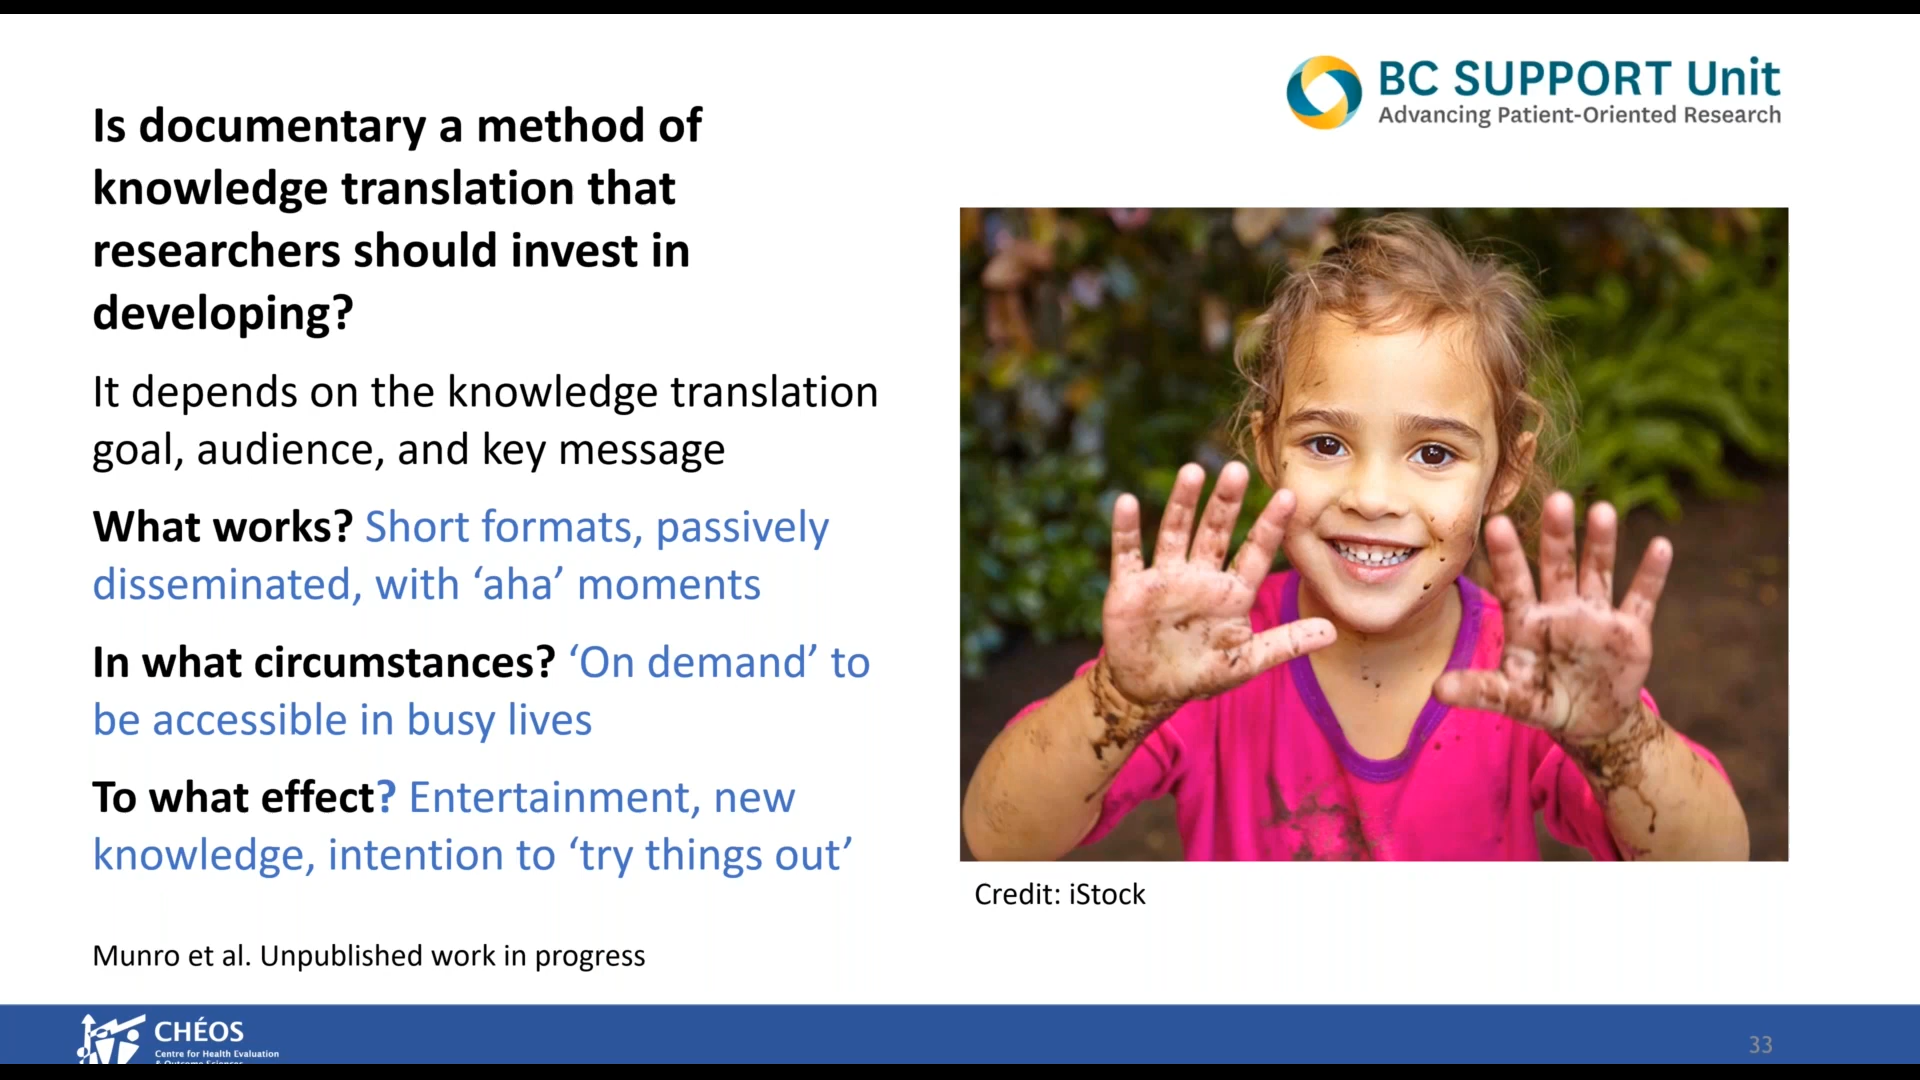 Is documentary a method of
knowledge translation that
researchers should invest in
developing?
It depends on the knowledge translation
goal, audience, and key message
What works? Short formats, passively
disseminated, with ‘aha’ moments
In what circumstances? ‘On demand’ to
be accessible in busy lives
To what effect? Entertainment, new
knowledge, intention to ‘try things out’
Munro et al. Unpublished work in progress
BC SUPPORT Unit
Advancing Patient-Oriented Research
Credit: iStock
CHÉOS
Centre for Health Evaluation
& Outcome Sciences
33